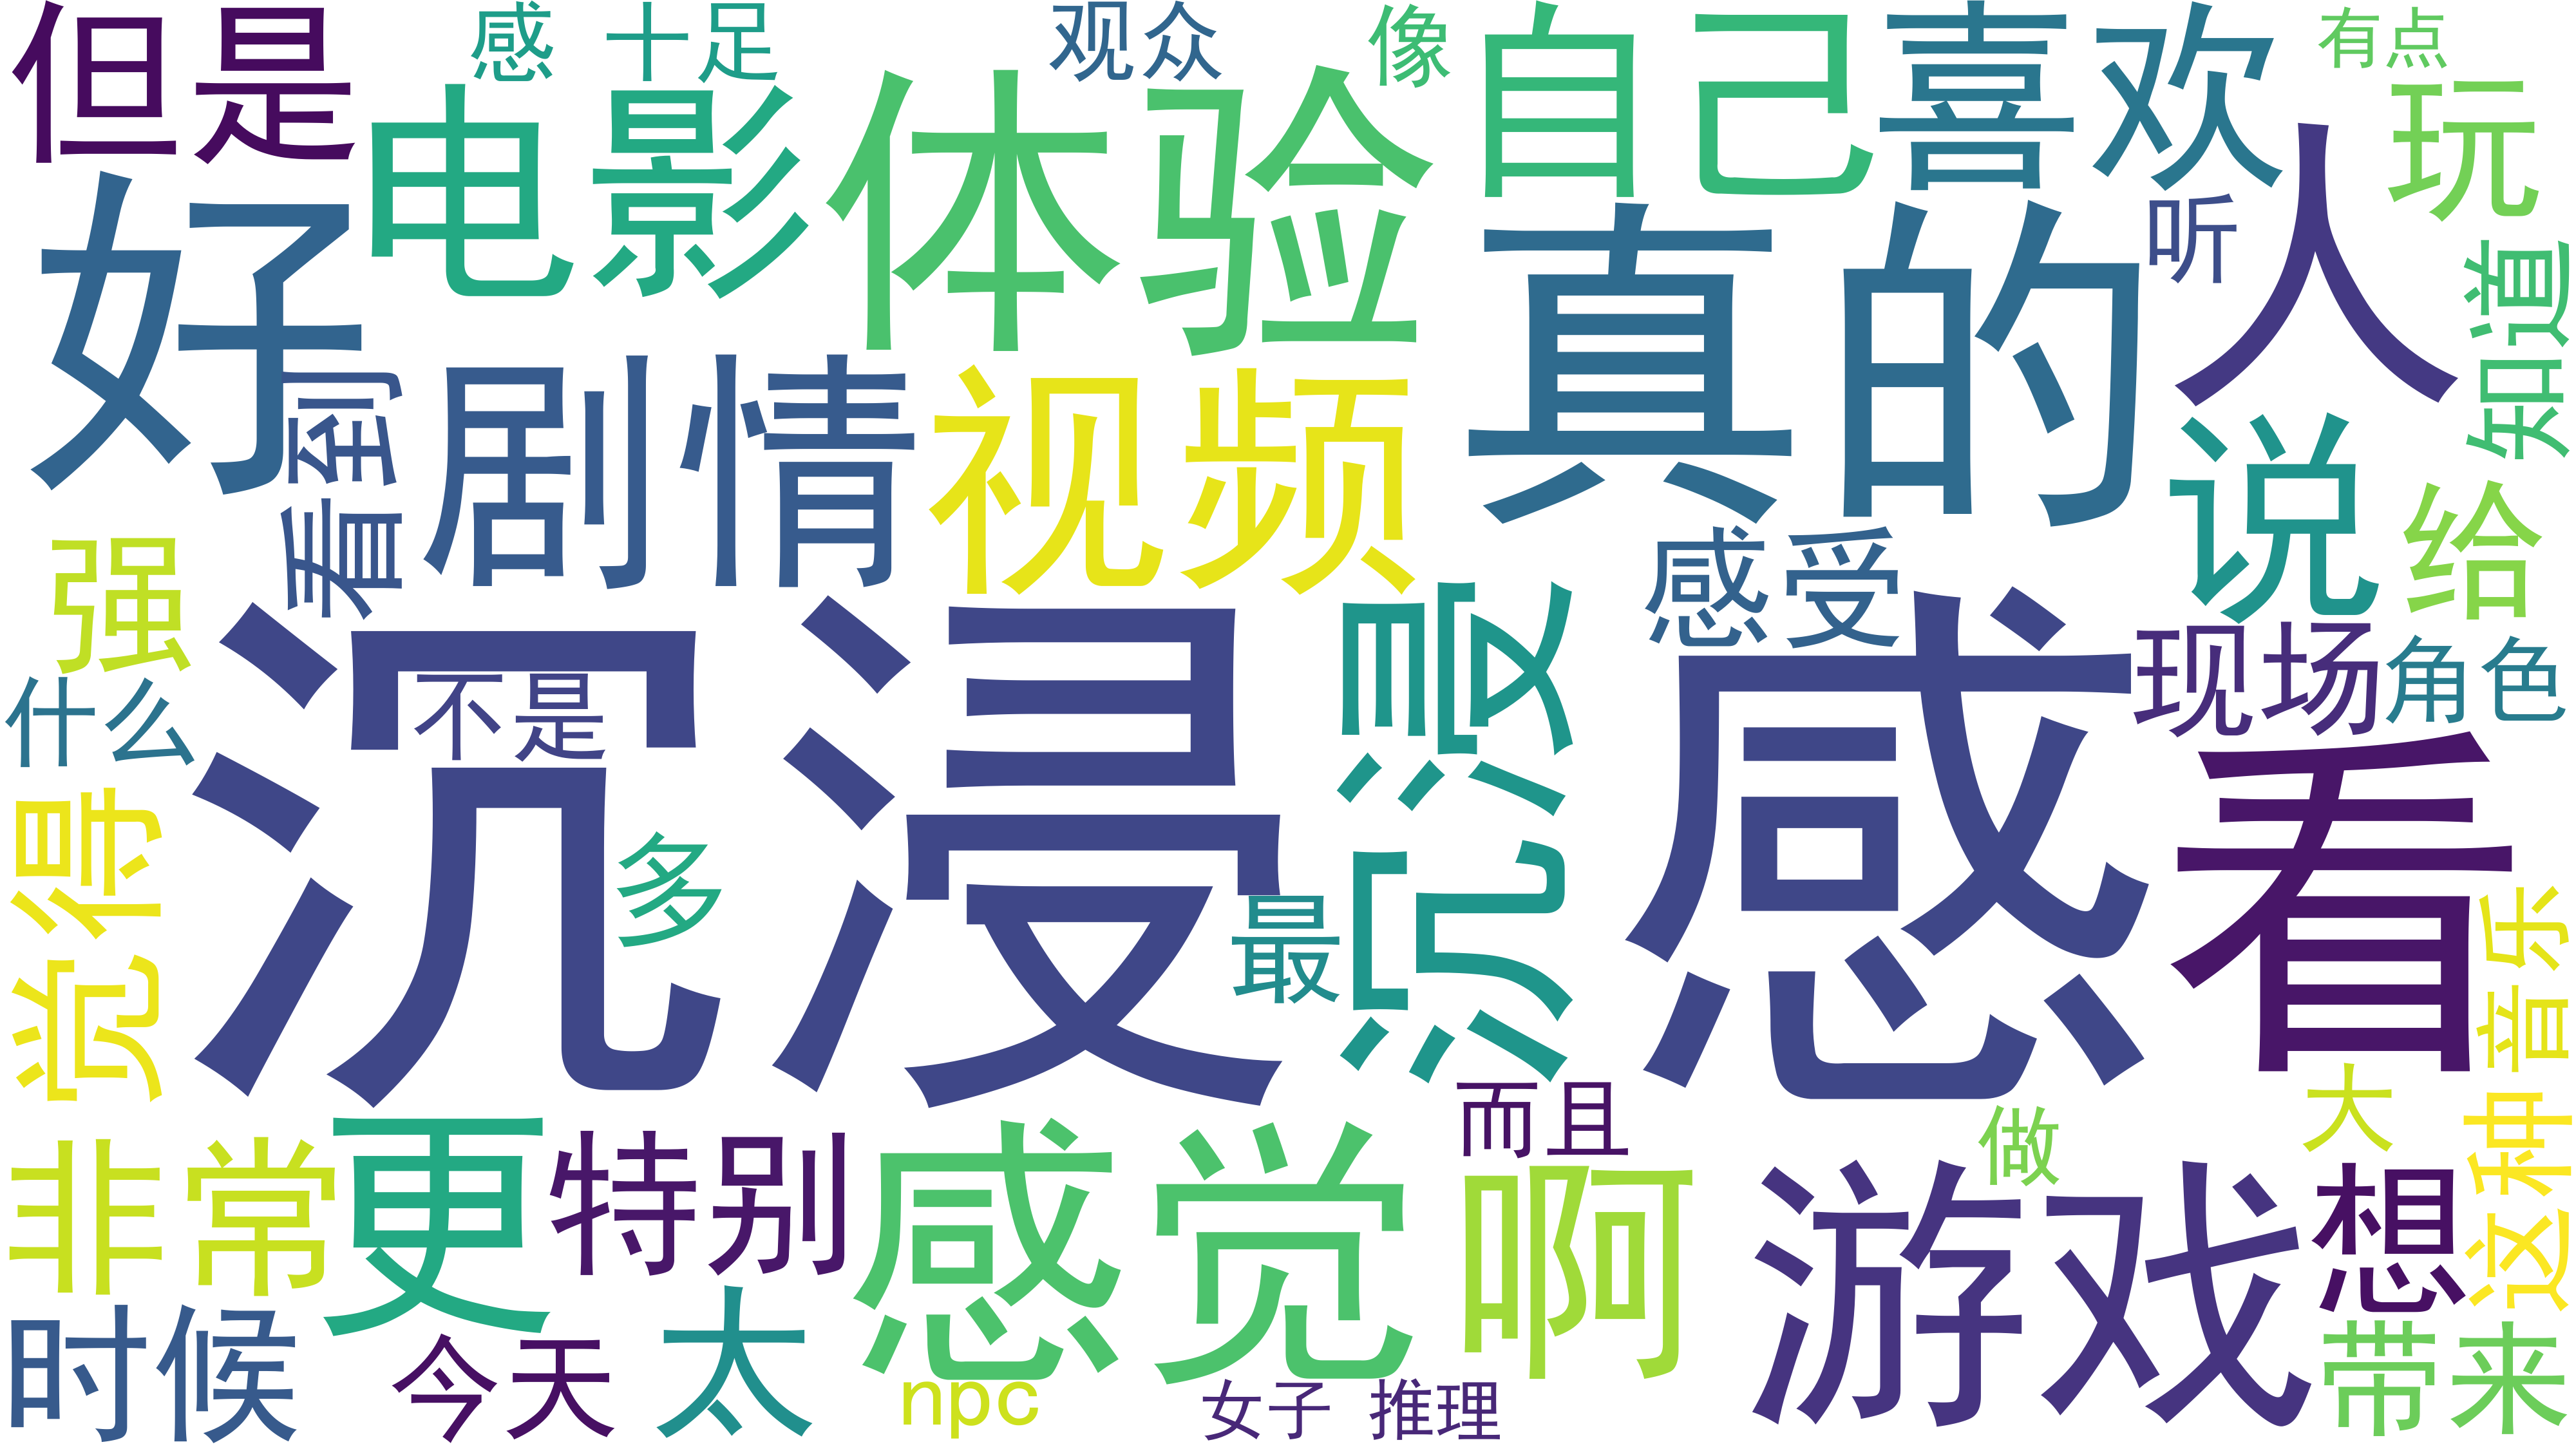 但是
感 十足
观众
像
自己
喜欢
有点
电影
体验
玩
好
真的
人
听
知道
看到
剧情
视频
说
给
强
感受
沉浸
感
沉浸
现场
角色
什么
不是
看
觉得
多
最
音乐
非常
更
特别
感觉
而且
啊
游戏
做
大
想
这种
时候
今天
太
npc
女子
推理
带来